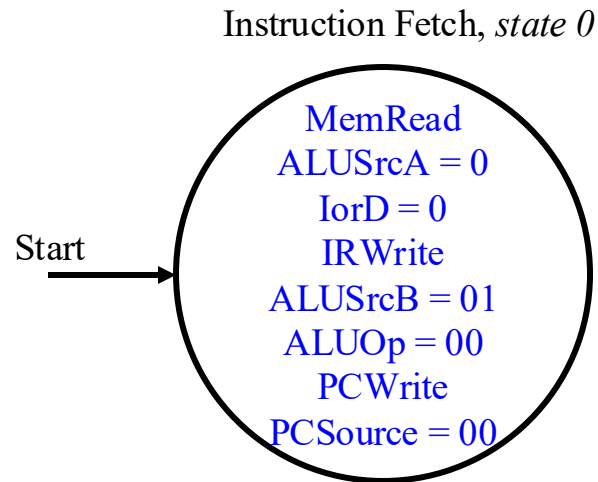 Instruction Fetch, state 0
MemRead
ALUSrcA = 0
IorD = 0
Start
IRWrite
ALUSrcB = 01
ALUOp = 00
PCWrite
PCSource = 00